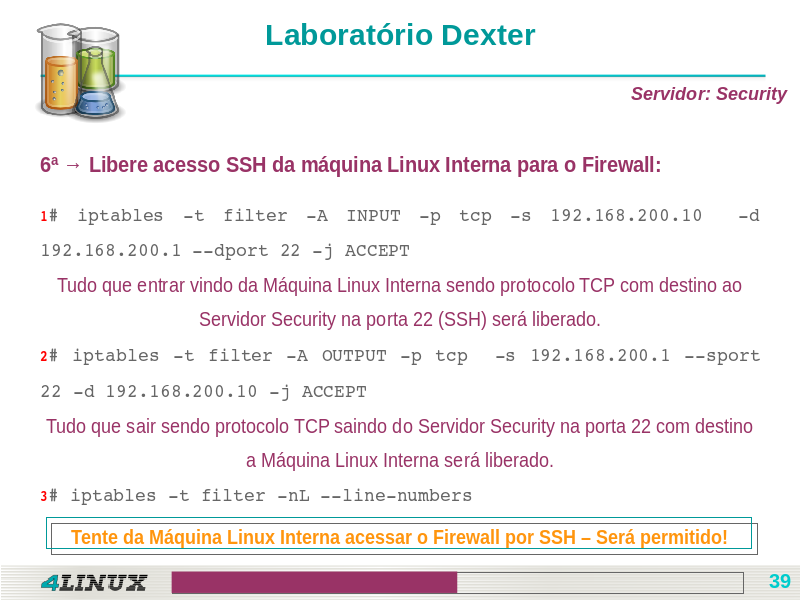 Laboratório Dexter
Servidor: Security
6ª → Libere acesso SSH da máquina Linux Interna para o Firewall:
1# iptables -t filter -A INPUT -p tcp -s 192.168.200.10 -d
192.168.200.1 --dport 22 -j ACCEPT
Tudo que entrar vindo da Máquina Linux Interna sendo protocolo TCP com destino ao
Servidor Security na porta 22 (SSH) será liberado.
2# iptables -t filter -A OUTPUT -p tcp -s 192.168.200.1 --sport
22 -d 192.168.200.10 -j ACCEPT
Tudo que sair sendo protocolo TCP saindo do Servidor Security na porta 22 com destino
a Máquina Linux Interna será liberado.
3# iptables -t filter -nL --line-numbers
Tente da Máquina Linux Interna acessar o Firewall por SSH – Será permitido!
4LINUX
39